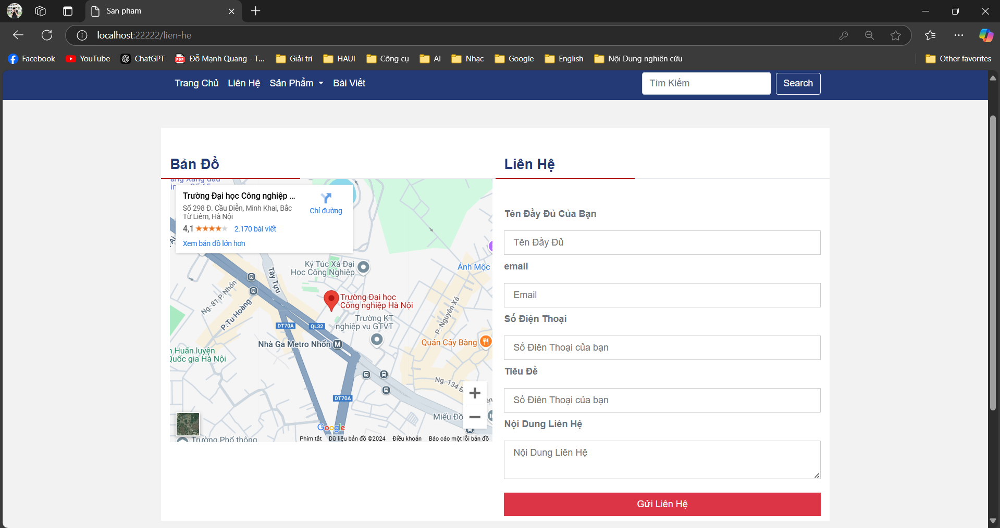 San pham
localhost:22222/lien-he
Facebook
YouTube
ChatGPT
PDF
Đỗ Mạnh Quang - T...
Giải trí
HAUI
Công cụ
AI
Nhạc
Google
English
Nội Dung nghiên cứu
Other favorites
Trang Chủ
Liên Hệ
Sản Phẩm
Bài Viết
Tìm Kiếm
Search
Bản Đồ
Trường Đại học Công nghiệp ...
Số 298 Đ. Cầu Diễn, Minh Khai, Bắc
Từ Liêm, Hà Nội
4,1
2.170 bài viết
Xem bản đồ lớn hơn
Chỉ đường
Ký Túc Xá Đại
Học Công Nghiệp
Ánh Mộc
Tây Tựu
Ng. 81 P. Nhổn
P. Tu Hoàng
Trường Đại học
Công nghiệp Hà Nội
Trường KT
nghiệp vụ GTVT
P. Nguyên Xá
DT70A
QL32
Nhà Ga Metro Nhổn
M
Quán Cây Bàng
Huấn luyện
Quốc gia Hà Nội
Ng. 134
DT70A
Miếu Đồ
Google
Trường Phổ thông
Phím tắt
Dữ liệu bản đồ ©2024
Điều khoản
Báo cáo một lỗi bản đồ
Liên Hệ
Tên Đầy Đủ Của Bạn
Tên Đầy Đủ
email
Email
Số Điện Thoại
Số Điên Thoại của bạn
Tiêu Đề
Số Điên Thoại của bạn
Nội Dung Liên Hệ
Nội Dung Liên Hệ
Gửi Liên Hệ